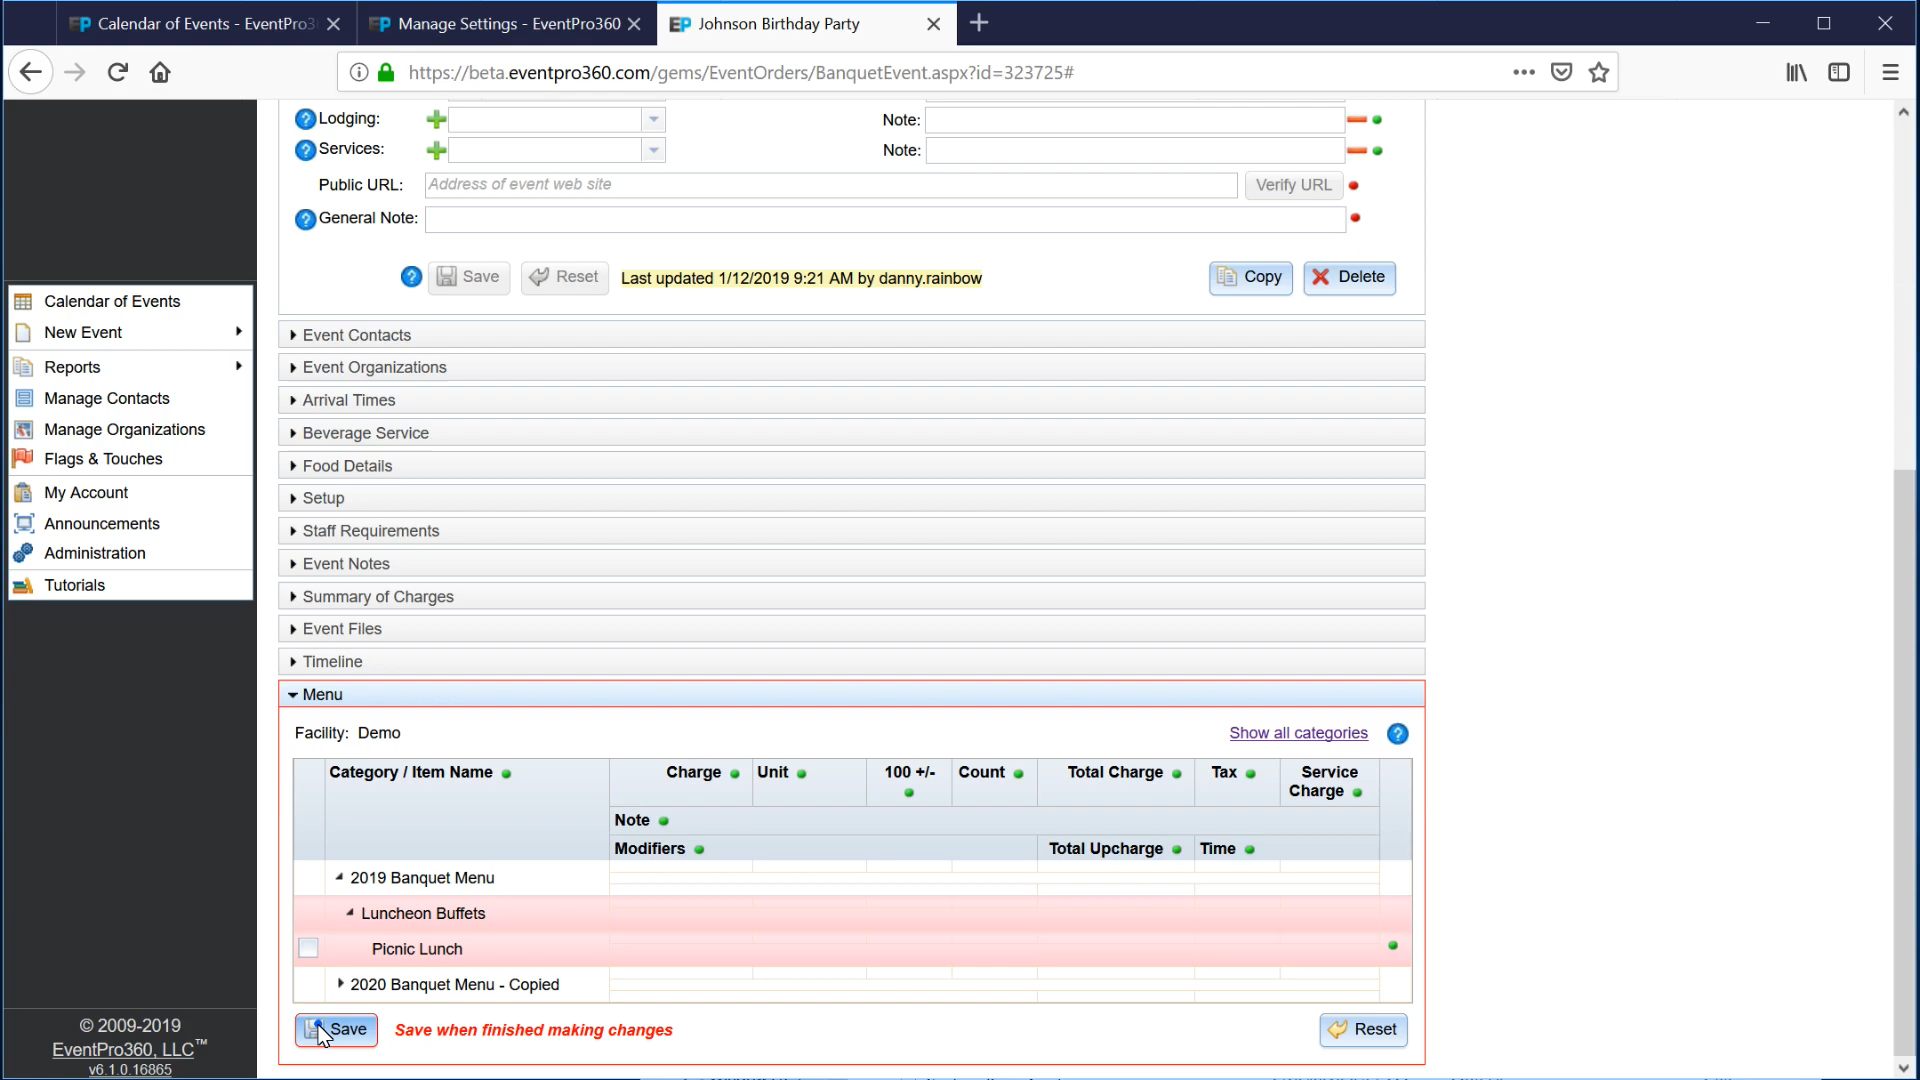 Calendar of Events - EventPro3
Manage Settings - EventPro360
Johnson Birthday Party
https://beta.eventpro360.com/gems/EventOrders/BanquetEvent.aspx?id=323725#
Lodging:
Note:
Services:
Note:
Public URL:
Address of event web site
Verify URL
General Note:
Save
Reset
Last updated 1/12/2019 9:21 AM by danny.rainbow
Copy
Delete
Calendar of Events
New Event
Reports
Manage Contacts
Manage Organizations
Flags & Touches
My Account
Announcements
Administration
Tutorials
Event Contacts
Event Organizations
Arrival Times
Beverage Service
Food Details
Setup
Staff Requirements
Event Notes
Summary of Charges
Event Files
Timeline
Menu
Facility: Demo
Show all categories
Category / Item Name
Charge
Unit
100 +/-
Count
Total Charge
Tax
Service
Charge
Note
Modifiers
Total Upcharge
Time
2019 Banquet Menu
Luncheon Buffets
Picnic Lunch
2020 Banquet Menu - Copied
Save
Save when finished making changes
Reset
© 2009-2019
EventPro360, LLC™
v6.1.0.16865